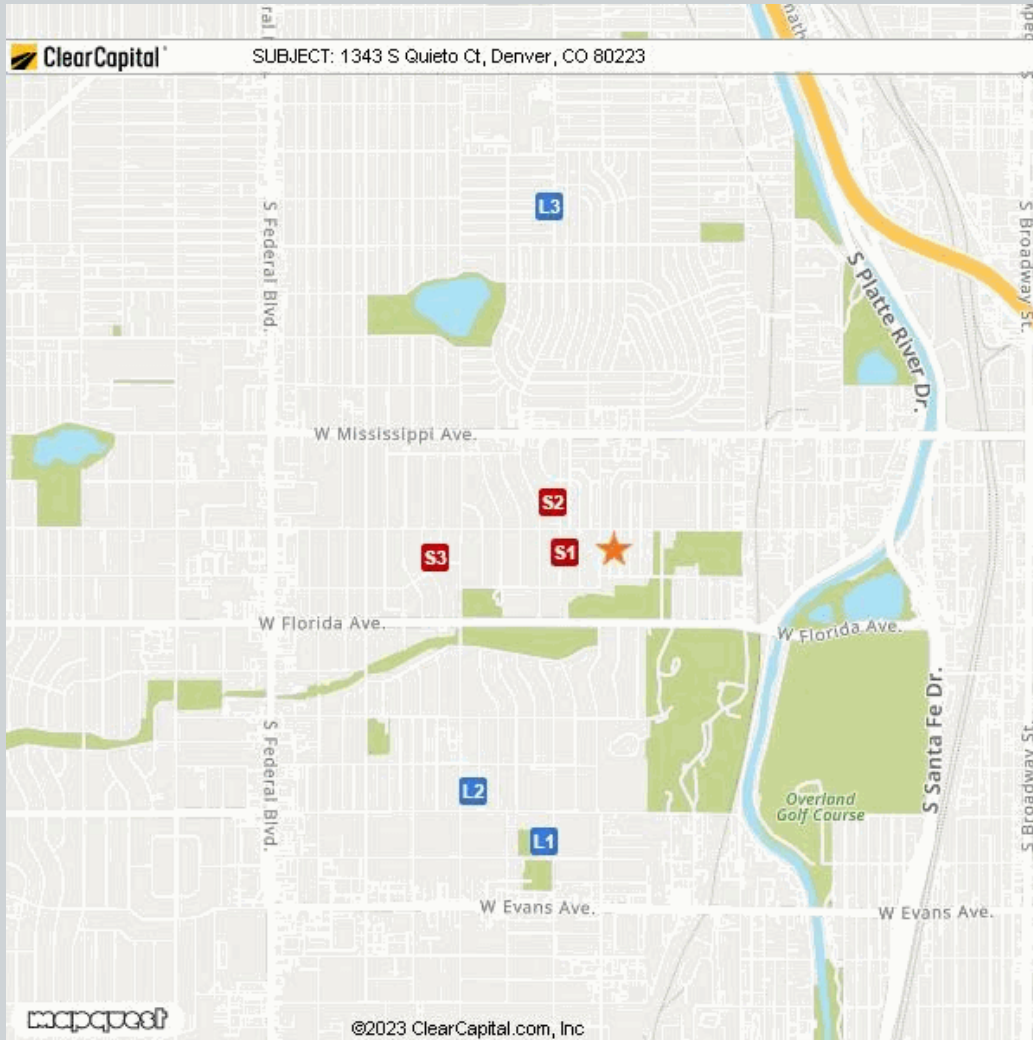 ClearCapital
SUBJECT: 1343 S Quieto Ct, Denver, CO 80223
L3
S Federal Blvd.
S Broadway St.
S Platte River Dr.
W Mississippi Ave.
S2
S1
S3
W Florida Ave.
W Florida Ave.
S Santa Fe Dr.
S Federal Blvd.
S Broadway St.
L2
Overland
Golf Course
L1
W Evans Ave.
W Evans Ave.
mapquest
©2023 ClearCapital.com, Inc